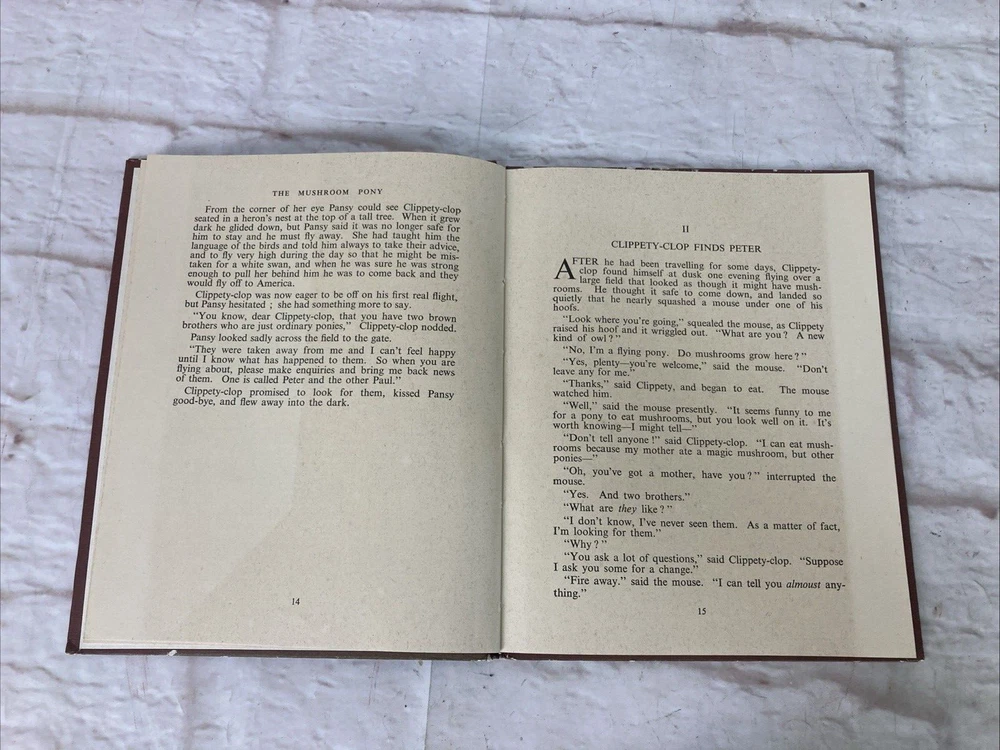 THE MUSHROOM PONY
From the corner of her eye Pansy could see Clippety-clop
seated in a heron's nest at the top of a tall tree. When it grew
dark he glided down, but Pansy said it was no longer safe for
him to stay and he must fly away. She had taught him the
language of the birds and told him always to take their advice,
and to fly very high during the day so that he might be mis-
taken for a white swan, and when he was sure he was strong
enough to pull her behind him he was to come back and they
would fly off to America.
Clippety-clop was now eager to be off on his first real flight,
but Pansy hesitated ; she had something more to say.
"You know, dear Clippety-clop, that you have two brown
brothers who are just ordinary ponies," Clippety-clop nodded.
Pansy looked sadly across the field to the gate.
"They were taken away from me and I can't feel happy
until I know what has happened to them. So when you are
flying about, please make enquiries and bring me back news
of them. One is called Peter and the other Paul."
Clippety-clop promised to look for them, kissed Pansy
good-bye, and flew away into the dark.
14
II
CLIPPETY-CLOP FINDS PETER
AFTER he had been travelling for some days, Clippety-
clop found himself at dusk one evening flying over a
large field that looked as though it might have mush-
rooms. He thought it safe to come down, and landed so
quietly that he nearly squashed a mouse under one of his
hoofs.
"Look where you're going," squealed the mouse, as Clippety
raised his hoof and it wriggled out. "What are you? A new
kind of owl?"
"No, I'm a flying pony. Do mushrooms grow here?"
"Yes, plenty—you're welcome," said the mouse. "Don't
leave any for me."
"Thanks," said Clippety, and began to eat. The mouse
watched him.
"Well," said the mouse presently. "It seems funny to me
for a pony to eat mushrooms, but you look well on it. It's
worth knowing—I might tell—"
"Don't tell anyone!" said Clippety-clop. "I can eat mush-
rooms because my mother ate a magic mushroom, but other
ponies—"
"Oh, you've got a mother, have you?" interrupted the
mouse.
"Yes. And two brothers."
"What are they like?"
"I don't know, I've never seen them. As a matter of fact,
I'm looking for them."
"Why?"
"You ask a lot of questions," said Clippety-clop. "Suppose
I ask you some for a change."
"Fire away." said the mouse. "I can tell you almoust any-
thing."
15